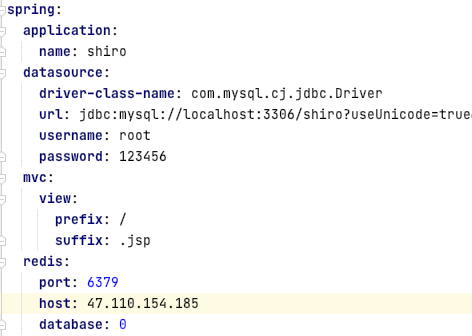 spring:
application:
name: shiro
datasource:
driver-class-name: com.mysql.cj.jdbc.Driver
url: jdbc:mysql://localhost:3306/shiro?useUnicode=true&
username: root
password: 123456
mvc:
view:
prefix: /
suffix: .jsp
redis:
port: 6379
host: 47.110.154.185
database: 0